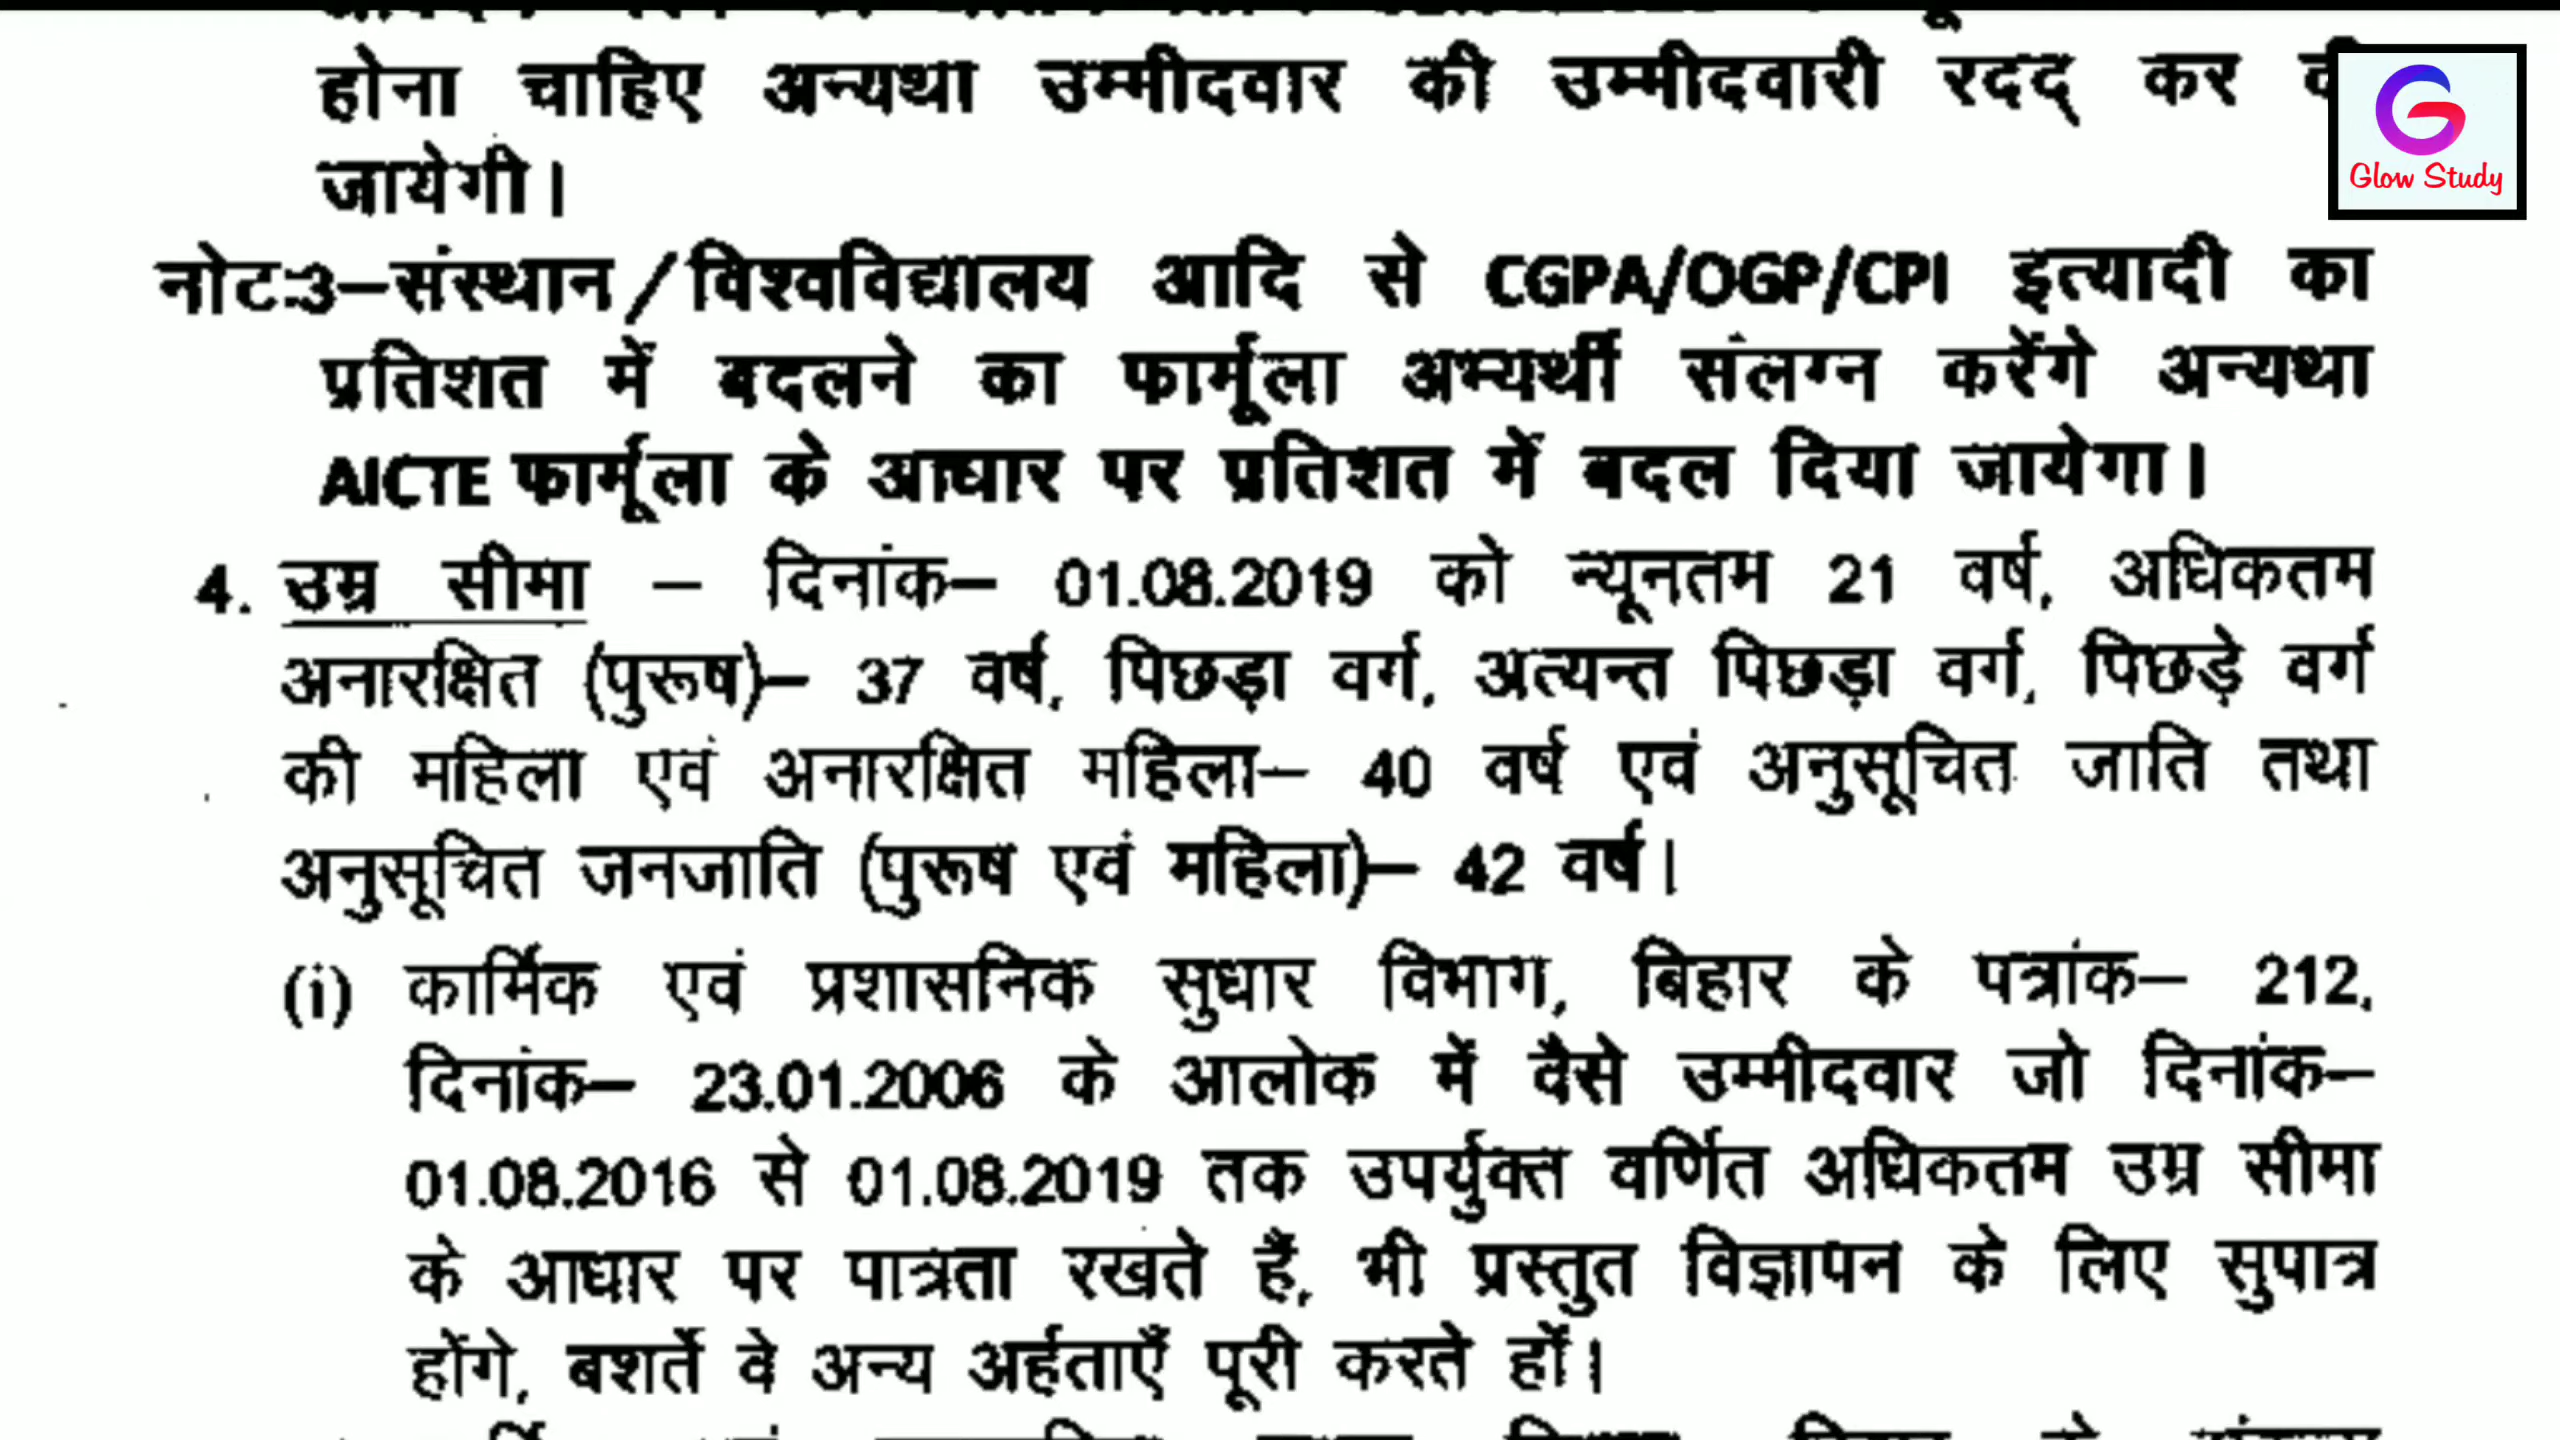 होना चाहिए अन्यथा उम्मीदवार की उम्मीदवारी रदद् कर
जायेगी।
Glow Study
नोटः3–संस्थान/विश्वविद्यालय आदि से CGPA/OGP/CPI इत्यादी का
प्रतिशत में बदलने का फार्मूला अभ्यर्थी संलग्न करेंगे अन्यथा
AICTE फार्मूला के आधार पर प्रतिशत में बदल दिया जायेगा।
4. उम्र सीमा – दिनांक– 01.08.2019 को न्यूनतम 21 वर्ष, अधिकतम
अनारक्षित (पुरूष)– 37 वर्ष, पिछड़ा वर्ग, अत्यन्त पिछड़ा वर्ग, पिछड़े वर्ग
की महिला एवं अनारक्षित महिला– 40 वर्ष एवं अनुसूचित जाति तथा
अनुसूचित जनजाति (पुरूष एवं महिला)– 42 वर्ष।
(i) कार्मिक एवं प्रशासनिक सुधार विभाग, बिहार के पत्रांक– 212,
दिनांक– 23.01.2006 के आलोक में वैसे उम्मीदवार जो दिनांक–
01.08.2016 से 01.08.2019 तक उपर्युक्त वर्णित अधिकतम उम्र सीमा
के आधार पर पात्रता रखते हैं, भी प्रस्तुत विज्ञापन के लिए सुपात्र
होंगे, बशर्ते वे अन्य अर्हताएँ पूरी करते हों।